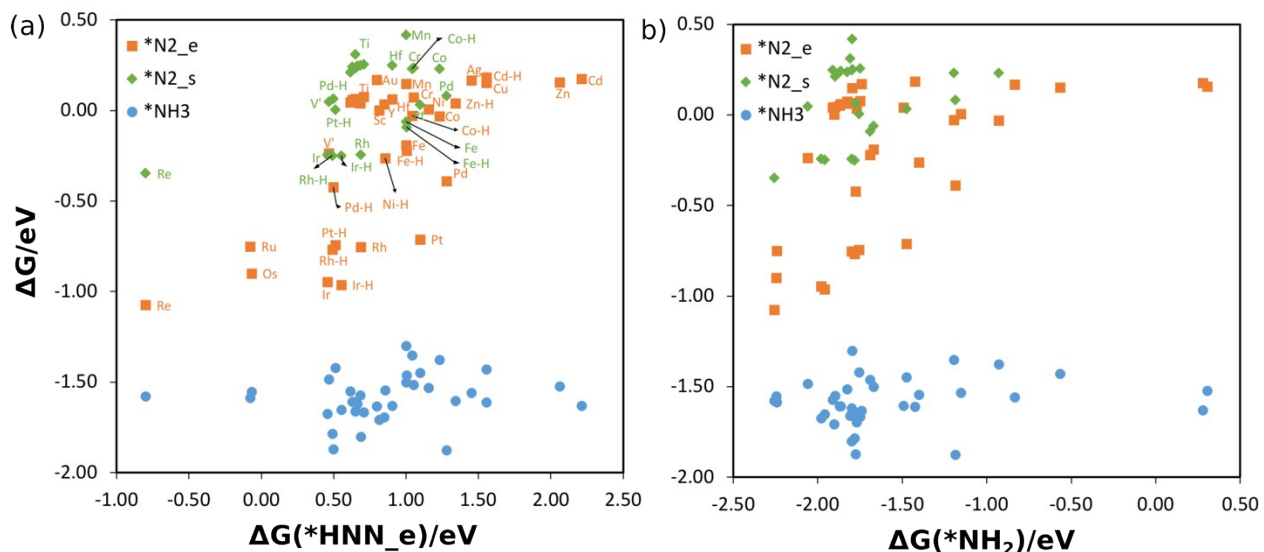 (a)
0.50
0.00
-0.50
-1.00
-1.50
-2.00
ΔG/eV
*N2_e
*N2_s
*NH3
Ti
Mn
Co-H
Hf
Cr
Co
Pd-H
Au
Mn
Ag
Cd-H
Cu
Zn
Cd
V'
Ti
Pd
Cr
Ni
Zn-H
Pt-H
Sc
Y
Hf
Co
Co-H
V'
Rh
Fe
Fe
Ir
Ir-H
Fe-H
Fe-H
Rh-H
Pd
Re
Ni-H
Pd-H
Pt-H
Ru
Rh
Pt
Rh-H
Os
Ir
Ir-H
Re
-1.00
0.00
0.50
1.00
1.50
2.00
2.50
ΔG(*HNN_e)/eV
b)
0.50
0.00
-0.50
-1.00
-1.50
-2.00
*N2_e
*N2_s
*NH3
-2.50
-1.50
-1.00
-0.50
0.00
0.50
ΔG(*NH₂)/eV